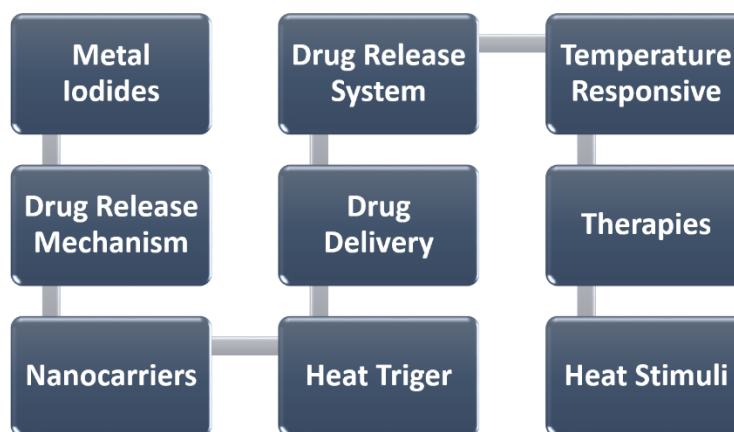 Metal
Iodides
Drug Release
Mechanism
Nanocarriers
Heat Triger
Drug
Delivery
Drug Release
System
Temperature
Responsive
Therapies
Heat Stimuli